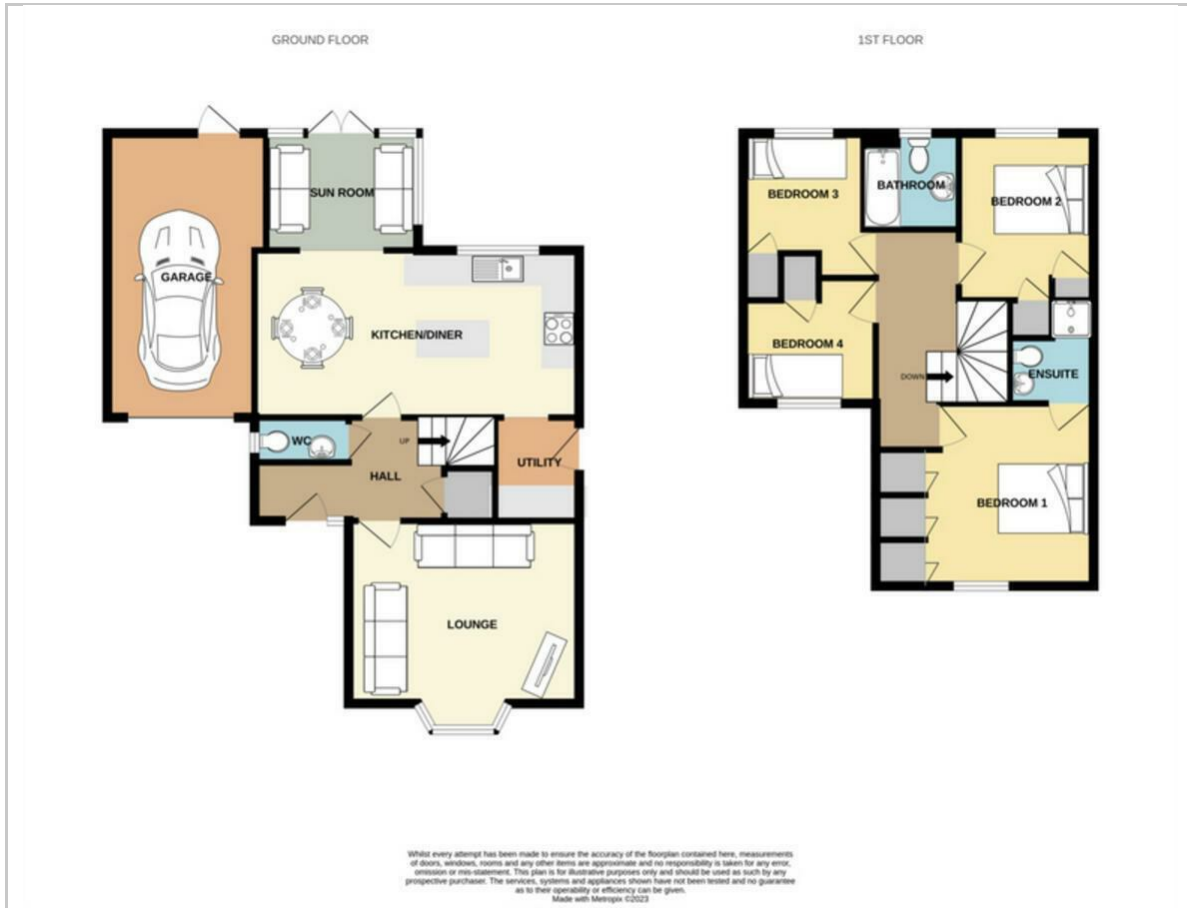 GROUND FLOOR
1ST FLOOR
SUN ROOM
GARAGE
KITCHEN/DINER
WC
UP
HALL
UTILITY
LOUNGE
BEDROOM 3
BATHROOM
BEDROOM 2
BEDROOM 4
DOWN
ENSUITE
BEDROOM 1
Whilst every attempt has been made to ensure the accuracy of the floorplan contained here, measurements
of doors, windows, rooms and any other items are approximate and no responsibility is taken for any error,
omission or mis-statement. This plan is for illustrative purposes only and should be used as such by any
prospective purchaser. The services, systems and appliances shown have not been tested and no guarantee
as to their operability or efficiency can be given.
Made with Metropix ©2023